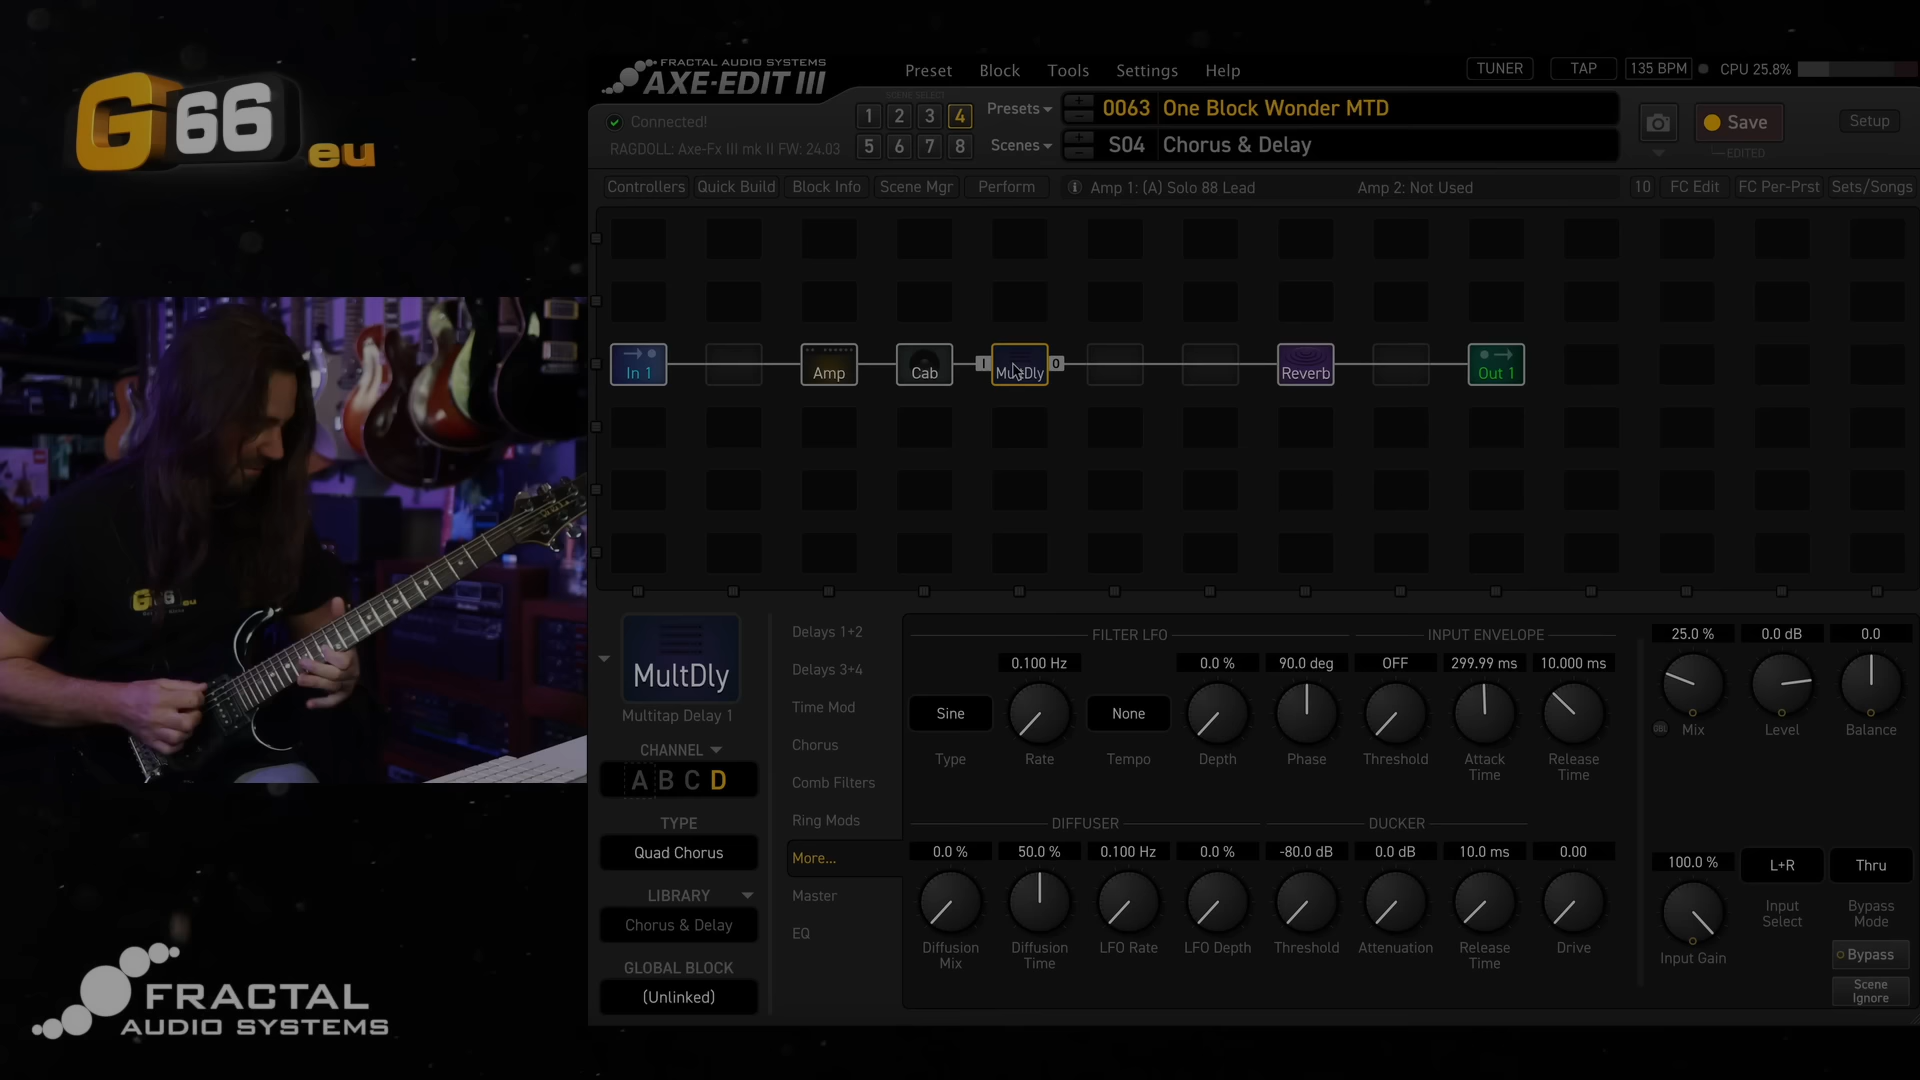 G66
eu
FRACTAL AUDIO SYSTEMS
AXE-EDIT III
Preset Block Tools Settings Help
TUNER TAP 135 BPM CPU 25.8%
Connected!
RAGDOLL: Axe-Fx III mk II FW: 24.03
SCENE SELECT
1 2 3 4
5 6 7 8
Presets
0063 One Block Wonder MTD
Scenes
S04 Chorus & Delay
Save
EDITED
Setup
Controllers Quick Build Block Info Scene Mgr Perform
Amp 1: (A) Solo 88 Lead Amp 2: Not Used
10 FC Edit FC Per-Prst Sets/Songs
In 1 Amp Cab I MultDly O Reverb Out 1
G66.eu
MultDly
Multitap Delay 1
CHANNEL
A B C D
TYPE
Quad Chorus
LIBRARY
Chorus & Delay
GLOBAL BLOCK
(Unlinked)
Delays 1+2
Delays 3+4
Time Mod
Chorus
Comb Filters
Ring Mods
More...
Master
EQ
FILTER LFO INPUT ENVELOPE
0.100 Hz 0.0 % 90.0 deg OFF 299.99 ms 10.000 ms
Sine None
Type Rate Tempo Depth Phase Threshold Attack Time Release Time
DIFFUSER DUCKER
0.0 % 50.0 % 0.100 Hz 0.0 % -80.0 dB 0.0 dB 10.0 ms 0.00
Diffusion Mix Diffusion Time LFO Rate LFO Depth Threshold Attenuation Release Time Drive
25.0 % 0.0 dB 0.0
GBL Mix Level Balance
100.0 % L+R Thru
Input Gain Input Select Bypass Mode
Bypass
Scene Ignore
FRACTAL
AUDIO SYSTEMS